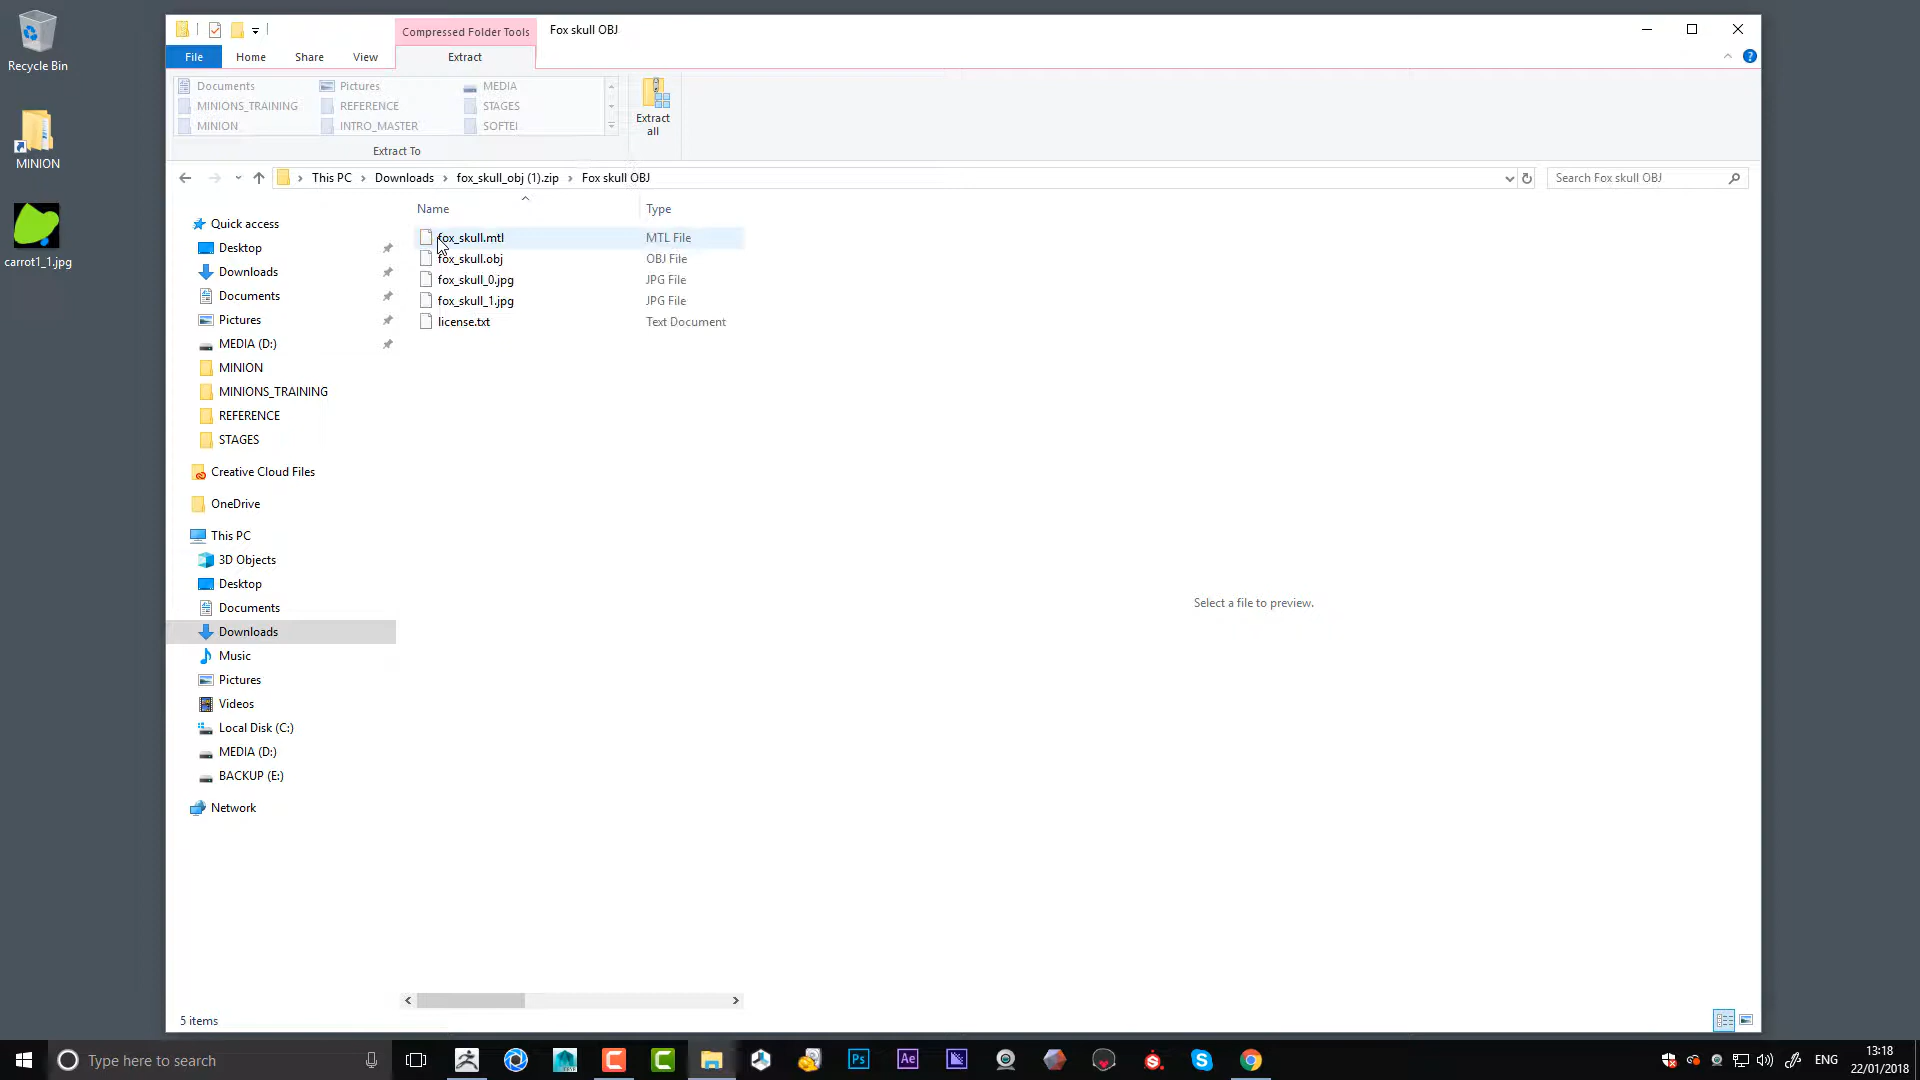 Recycle Bin
MINION
carrot1_1.jpg
Compressed Folder Tools
Fox skull OBJ
File
Home
Share
View
Extract
Documents
Pictures
MEDIA
MINIONS_TRAINING
REFERENCE
STAGES
MINION
INTRO_MASTER
SOFTEI
Extract all
Extract To
This PC > Downloads > fox_skull_obj (1).zip > Fox skull OBJ
Search Fox skull OBJ
Name
Type
fox_skull.mtl
MTL File
fox_skull.obj
OBJ File
fox_skull_0.jpg
JPG File
fox_skull_1.jpg
JPG File
license.txt
Text Document
Quick access
Desktop
Downloads
Documents
Pictures
MEDIA (D:)
MINION
MINIONS_TRAINING
REFERENCE
STAGES
Creative Cloud Files
OneDrive
This PC
3D Objects
Desktop
Documents
Downloads
Music
Pictures
Videos
Local Disk (C:)
MEDIA (D:)
BACKUP (E:)
Network
Select a file to preview.
5 items
Type here to search
Ps
Ae
ENG
13:18
22/01/2018